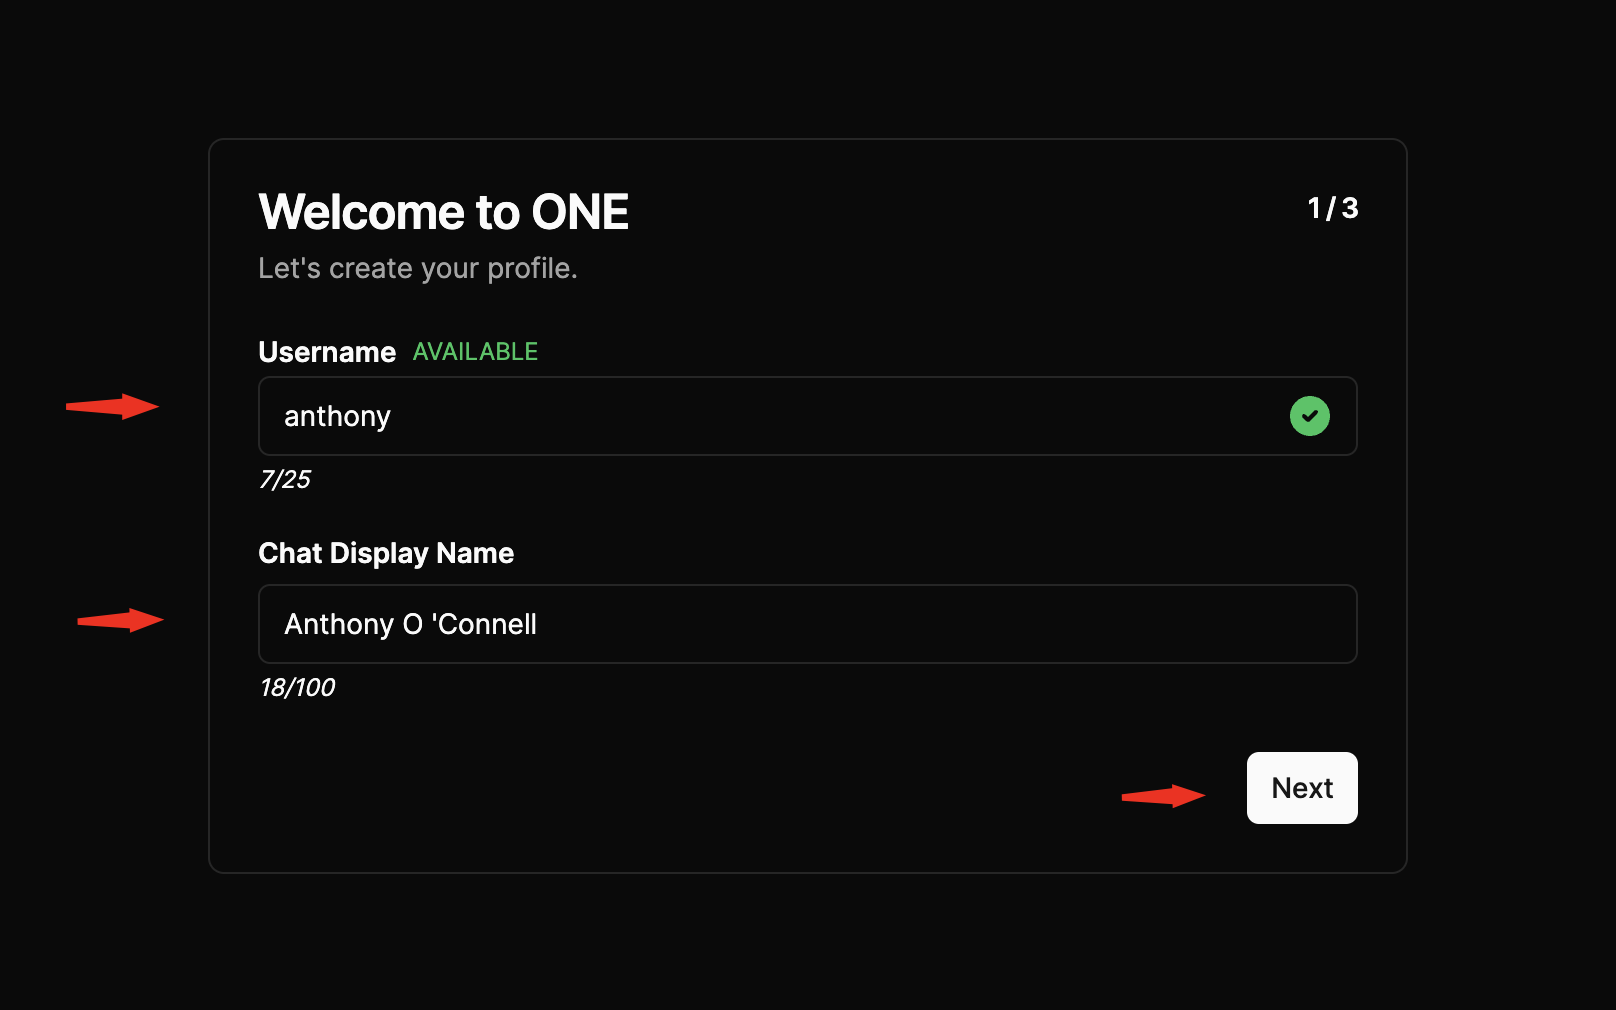 Welcome to ONE
1 / 3
Let's create your profile.
Username AVAILABLE
anthony
7/25
Chat Display Name
Anthony O 'Connell
18/100
Next